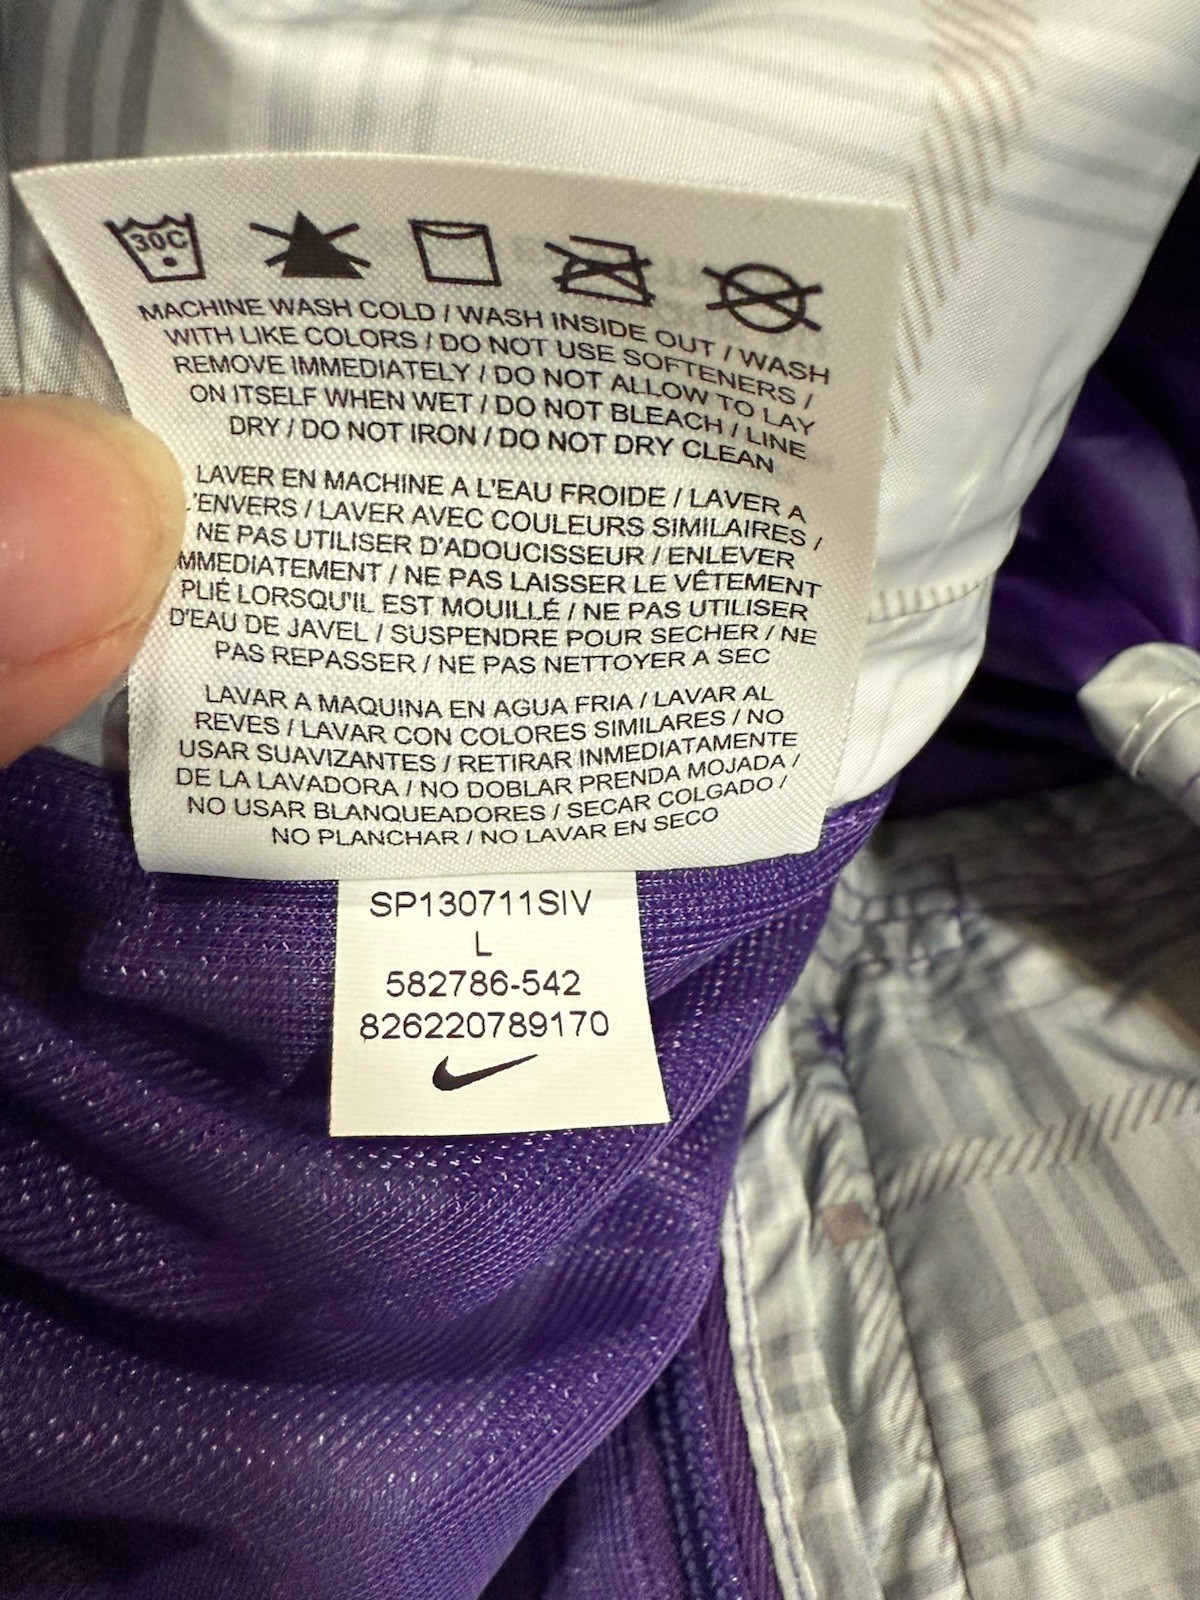 30C
MACHINE WASH COLD / WASH INSIDE OUT / WASH
WITH LIKE COLORS / DO NOT USE SOFTENERS /
REMOVE IMMEDIATELY / DO NOT ALLOW TO LAY
ON ITSELF WHEN WET / DO NOT BLEACH / LINE
DRY / DO NOT IRON / DO NOT DRY CLEAN
LAVER EN MACHINE A L'EAU FROIDE / LAVER A
L'ENVERS / LAVER AVEC COULEURS SIMILAIRES /
NE PAS UTILISER D'ADOUCISSEUR / ENLEVER
MMEDIATEMENT / NE PAS LAISSER LE VÊTEMENT
PLIÉ LORSQU'IL EST MOUILLÉ / NE PAS UTILISER
D'EAU DE JAVEL / SUSPENDRE POUR SECHER / NE
PAS REPASSER / NE PAS NETTOYER A SEC
LAVAR A MAQUINA EN AGUA FRIA / LAVAR AL
REVES / LAVAR CON COLORES SIMILARES / NO
USAR SUAVIZANTES / RETIRAR INMEDIATAMENTE
DE LA LAVADORA / NO DOBLAR PRENDA MOJADA /
NO USAR BLANQUEADORES / SECAR COLGADO /
NO PLANCHAR / NO LAVAR EN SECO
SP130711SIV
L
582786-542
826220789170